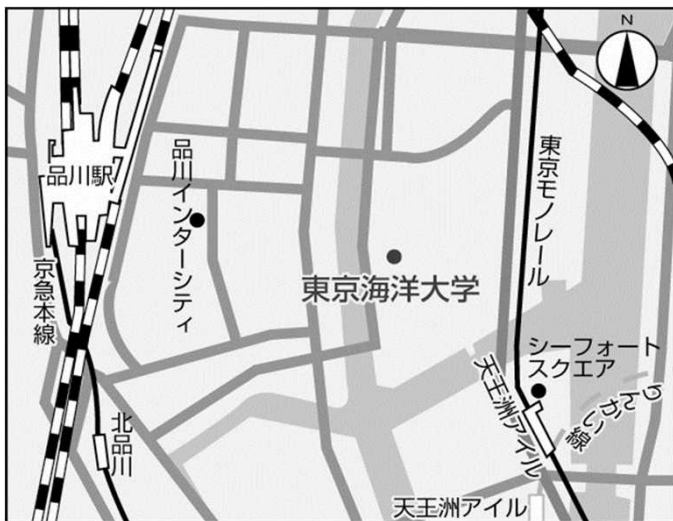 N
品川駅
品川インターシティ
東京モノレール
京急本線
東京海洋大学
シーフォート
スクエア
天王洲アイル
りんかい線
北品川
天王洲アイル